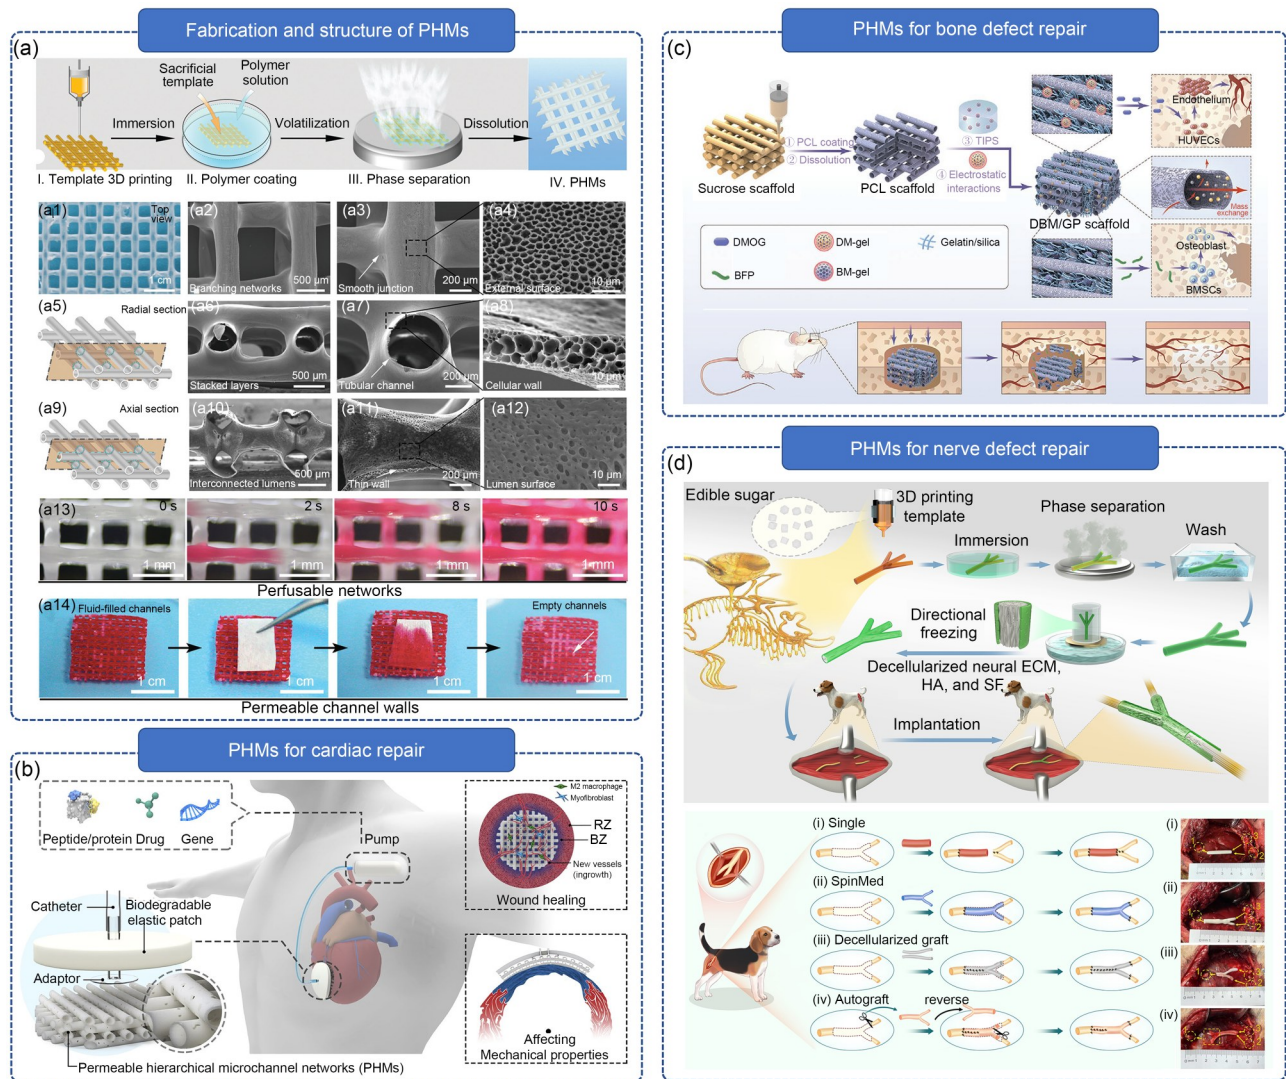 Fabrication and structure of PHMs
(a)
Sacrificial template
Polymer solution
Immersion
Volatilization
Dissolution
I. Template 3D printing
II. Polymer coating
III. Phase separation
IV. PHMs
(a1)
Top view
1 cm
(a2)
Branching networks
500 μm
(a3)
Smooth junction
200 μm
(a4)
External surface
10 μm
(a5)
Radial section
(a6)
Stacked layers
500 μm
(a7)
Tubular channel
200 μm
(a8)
Cellular wall
10 μm
(a9)
Axial section
(a10)
Interconnected lumens
500 μm
(a11)
Thin wall
200 μm
(a12)
Lumen surface
10 μm
(a13)
0 s
2 s
8 s
10 s
1 mm
1 mm
1 mm
1 mm
Perfusable networks
(a14)
Fluid-filled channels
Empty channels
1 cm
1 cm
1 cm
1 cm
Permeable channel walls
PHMs for cardiac repair
(b)
Peptide/protein
Drug
Gene
Pump
Catheter
Biodegradable elastic patch
Adaptor
Permeable hierarchical microchannel networks (PHMs)
M2 macrophage
Myofibroblast
RZ
BZ
New vessels (ingrowth)
Wound healing
Affecting
Mechanical properties
PHMs for bone defect repair
(c)
Sucrose scaffold
① PCL coating
② Dissolution
PCL scaffold
③ TIPS
④ Electrostatic interactions
DBM/GP scaffold
Endothelium
HUVECs
Mass exchange
Osteoblast
BMSCs
DMOG
DM-gel
Gelatin/silica
BFP
BM-gel
PHMs for nerve defect repair
(d)
Edible sugar
3D printing template
Immersion
Phase separation
Wash
Directional freezing
Decellularized neural ECM, HA, and SF
Implantation
(i) Single
(ii) SpinMed
(iii) Decellularized graft
(iv) Autograft
reverse
(i)
(ii)
(iii)
(iv)